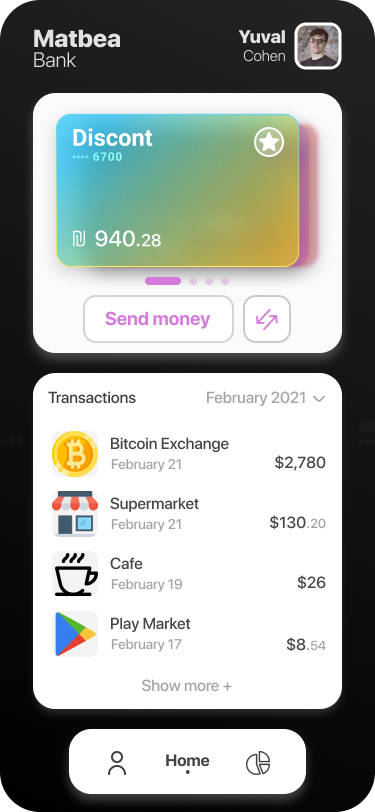 Matbea
Bank
Yuval
Cohen
Discont
**** 6700
₪ 940.28
Send money
Transactions
February 2021
Bitcoin Exchange
February 21
$2,780
Supermarket
February 21
$130.20
Cafe
February 19
$26
Play Market
February 17
$8.54
Show more +
Home